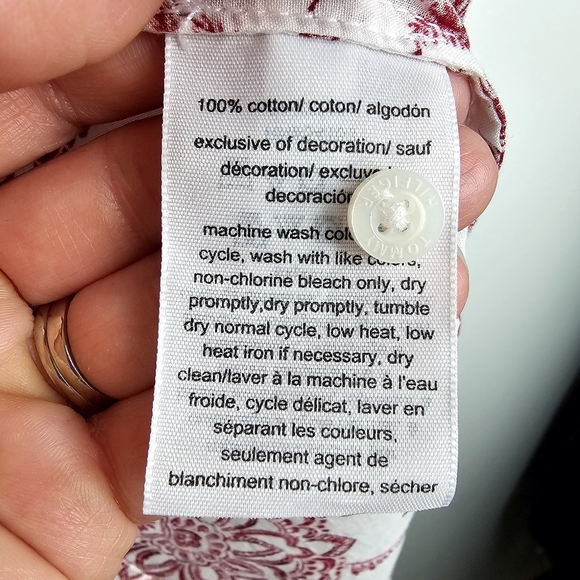 100% cotton/ coton/ algodón
exclusive of decoration/ sauf
décoration/
decoración
machine wash
cycle, wash with like colors,
non-chlorine bleach only, dry
promptly,dry promptly, tumble
dry normal cycle, low heat, low
heat iron if necessary, dry
clean/laver à la machine à l'eau
froide, cycle délicat, laver en
séparant les couleurs,
seulement agent de
blanchiment non-chlore, sécher
TOMMY
HILFIGER